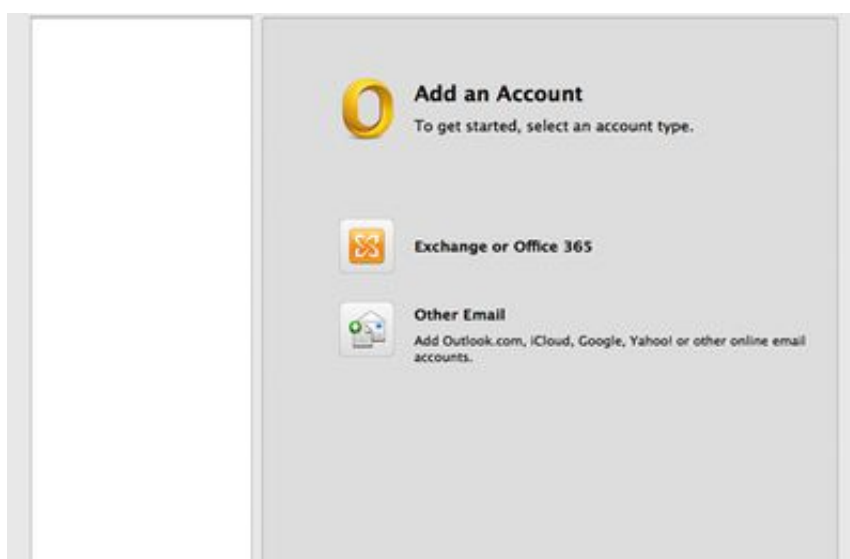 Add an Account
To get started, select an account type.
Exchange or Office 365
Other Email
Add Outlook.com, iCloud, Google, Yahoo! or other online email
accounts.